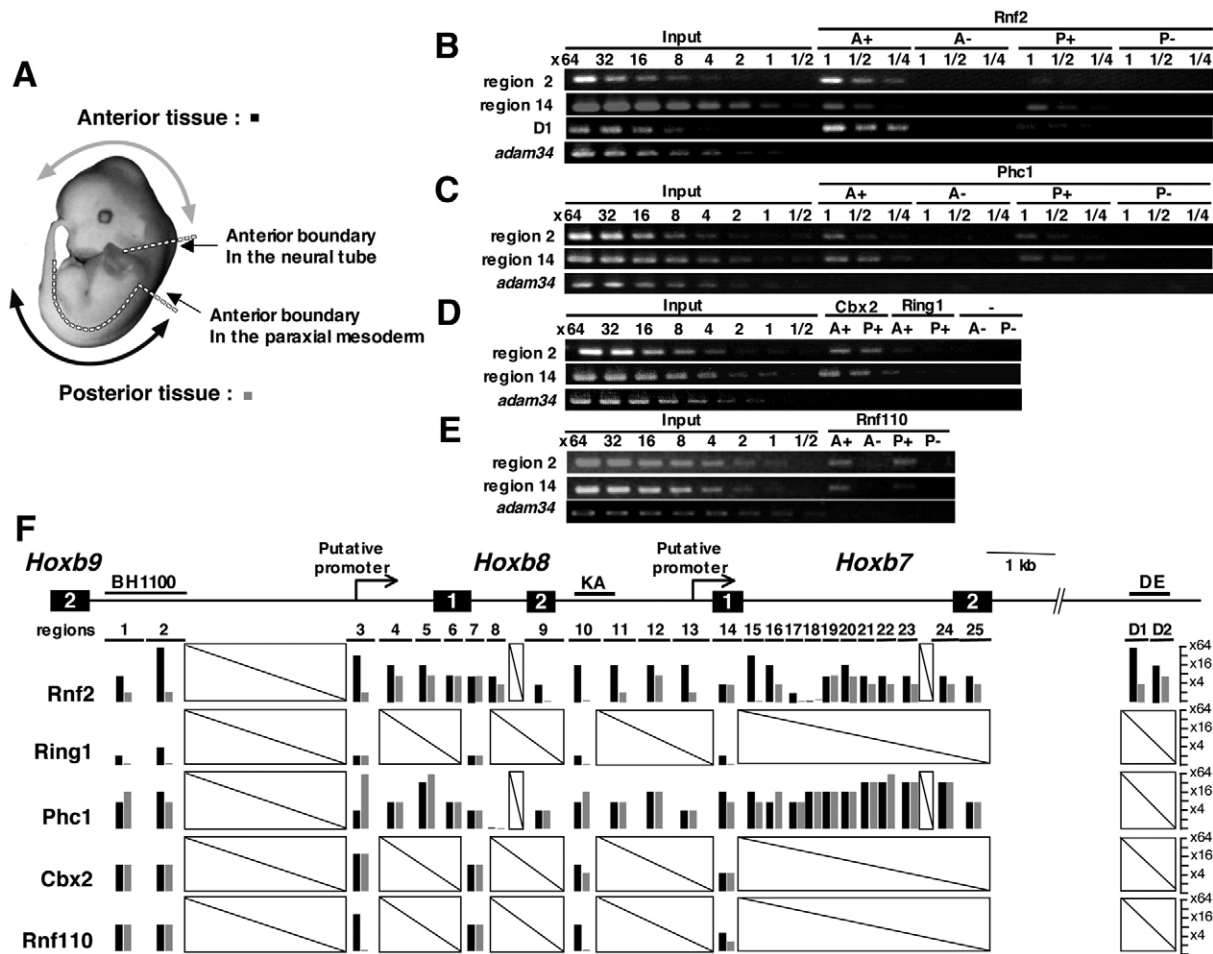 A
Anterior tissue : ■
Anterior boundary
In the neural tube
Anterior boundary
In the paraxial mesoderm
Posterior tissue : ■
B
Rnf2
Input A+ A- P+ P-
x 64 32 16 8 4 2 1 1/2 1 1/2 1/4 1 1/2 1/4 1 1/2 1/4 1 1/2 1/4
region 2
region 14
D1
adam34
C
Phc1
Input A+ A- P+ P-
x 64 32 16 8 4 2 1 1/2 1 1/2 1/4 1 1/2 1/4 1 1/2 1/4 1 1/2 1/4
region 2
region 14
adam34
D
Input Cbx2 Ring1 -
x 64 32 16 8 4 2 1 1/2 A+ P+ A+ P+ A- P-
region 2
region 14
adam34
E
Input Rnf110
x 64 32 16 8 4 2 1 1/2 A+ A- P+ P-
region 2
region 14
adam34
F
Hoxb9 Putative promoter Hoxb8 Putative promoter Hoxb7 1 kb
BH1100 KA DE
2 1 2 1 2
regions 1 2 3 4 5 6 7 8 9 10 11 12 13 14 15 16 17 18 19 20 21 22 23 24 25 D1 D2
Rnf2 x64 x16 x4
Ring1 x64 x16 x4
Phc1 x64 x16 x4
Cbx2 x64 x16 x4
Rnf110 x64 x16 x4